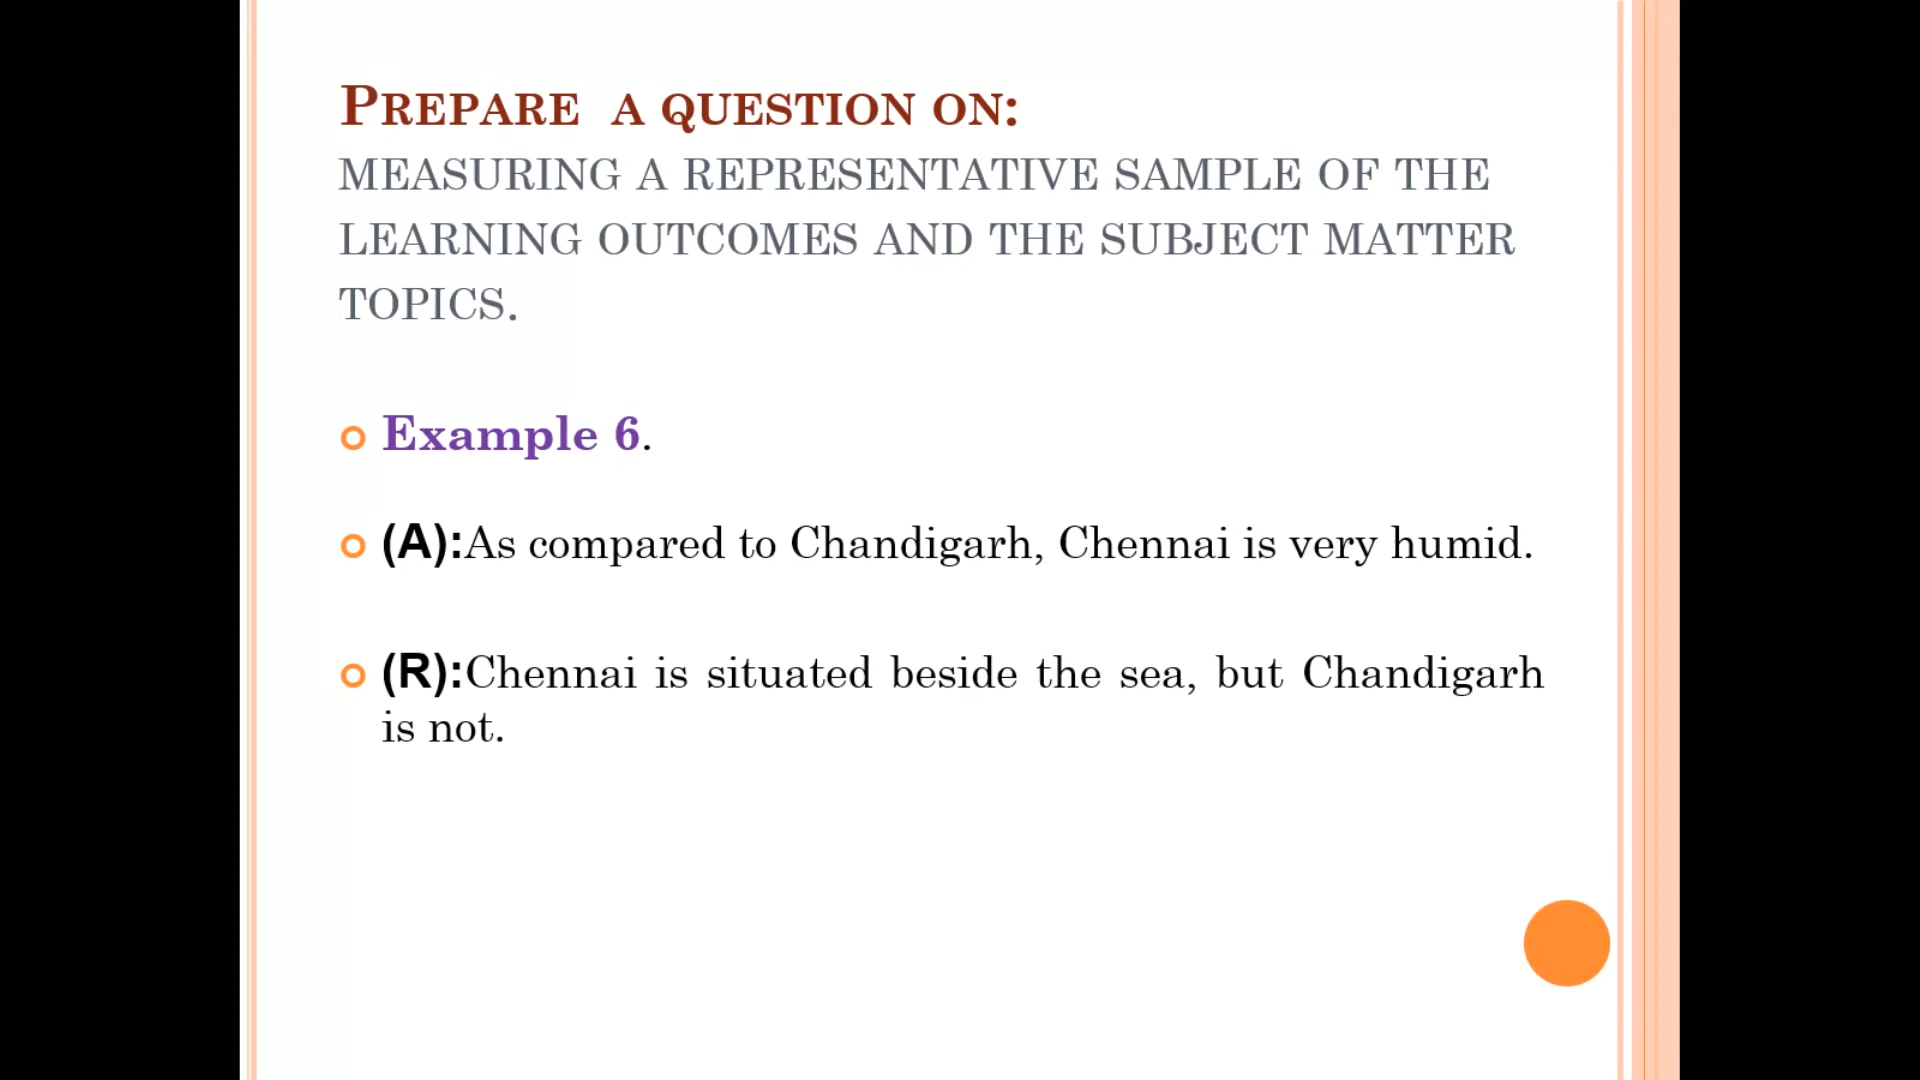 PREPARE A QUESTION ON:
MEASURING A REPRESENTATIVE SAMPLE OF THE
LEARNING OUTCOMES AND THE SUBJECT MATTER
TOPICS.
Example 6.
(A):As compared to Chandigarh, Chennai is very humid.
(R):Chennai is situated beside the sea, but Chandigarh
is not.